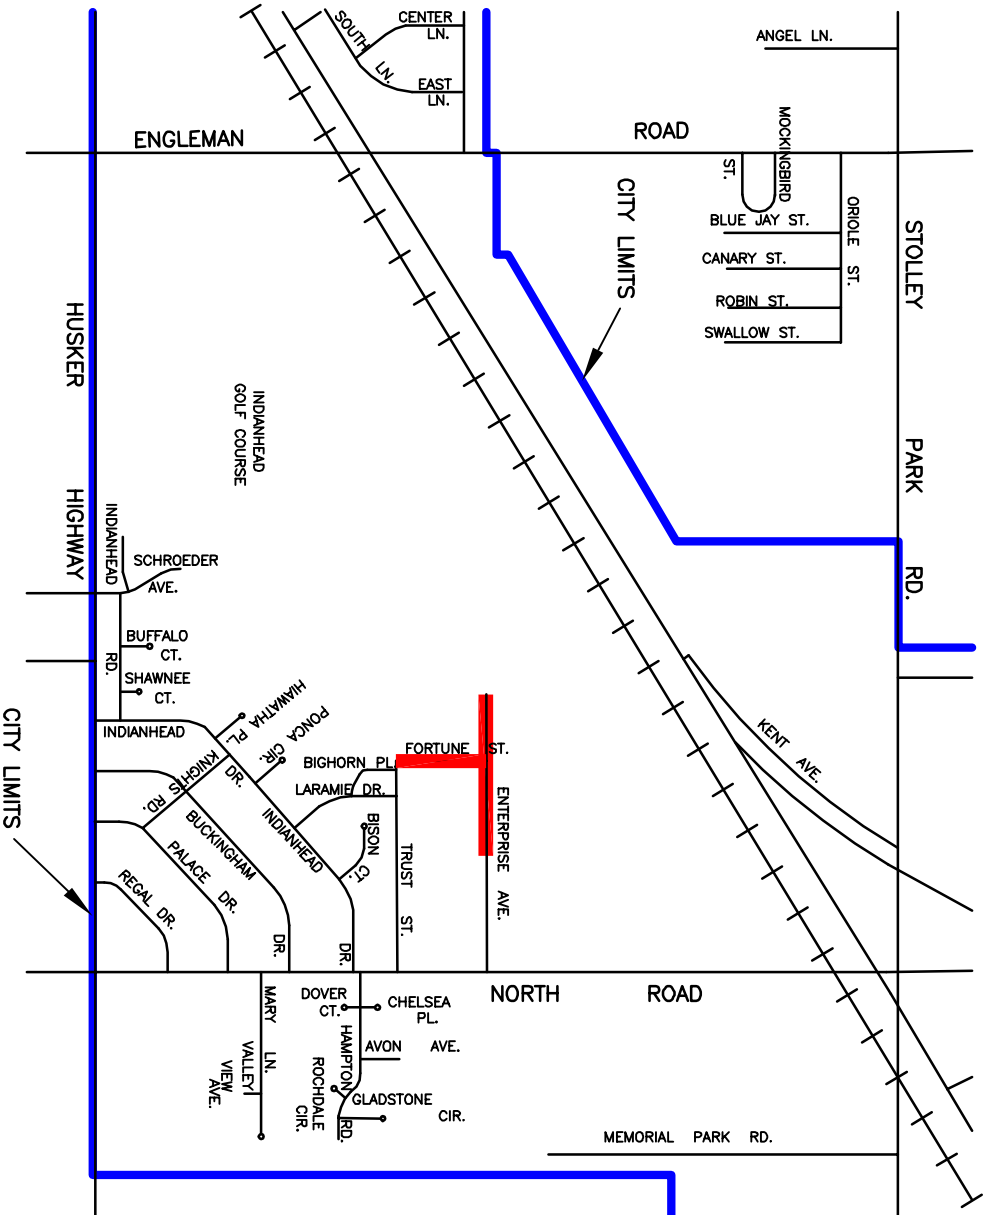 CENTER
LN.
SOUTH
LN.
EAST
LN.
ANGEL LN.
ENGLEMAN
ROAD
MOCKINGBIRD
ST.
ORIOLE ST.
BLUE JAY ST.
CANARY ST.
ROBIN ST.
SWALLOW ST.
CITY LIMITS
STOLLEY PARK RD.
HUSKER HIGHWAY
INDIANHEAD
GOLF COURSE
INDIANHEAD RD.
SCHROEDER
AVE.
BUFFALO
CT.
SHAWNEE
CT.
INDIANHEAD DR.
HIAWATHA PL.
PONCA CIR.
KNIGHTS RD.
BIGHORN PL.
LARAMIE DR.
FORTUNE ST.
ENTERPRISE AVE.
KENT AVE.
INDIANHEAD DR.
BISON
CT.
TRUST ST.
BUCKINGHAM DR.
PALACE DR.
REGAL DR.
CITY LIMITS
NORTH ROAD
DOVER
CT.
CHELSEA
PL.
MARY LN.
HAMPTON RD.
AVON AVE.
VALLEY
VIEW
AVE.
ROCHDALE
CIR.
GLADSTONE CIR.
MEMORIAL PARK RD.